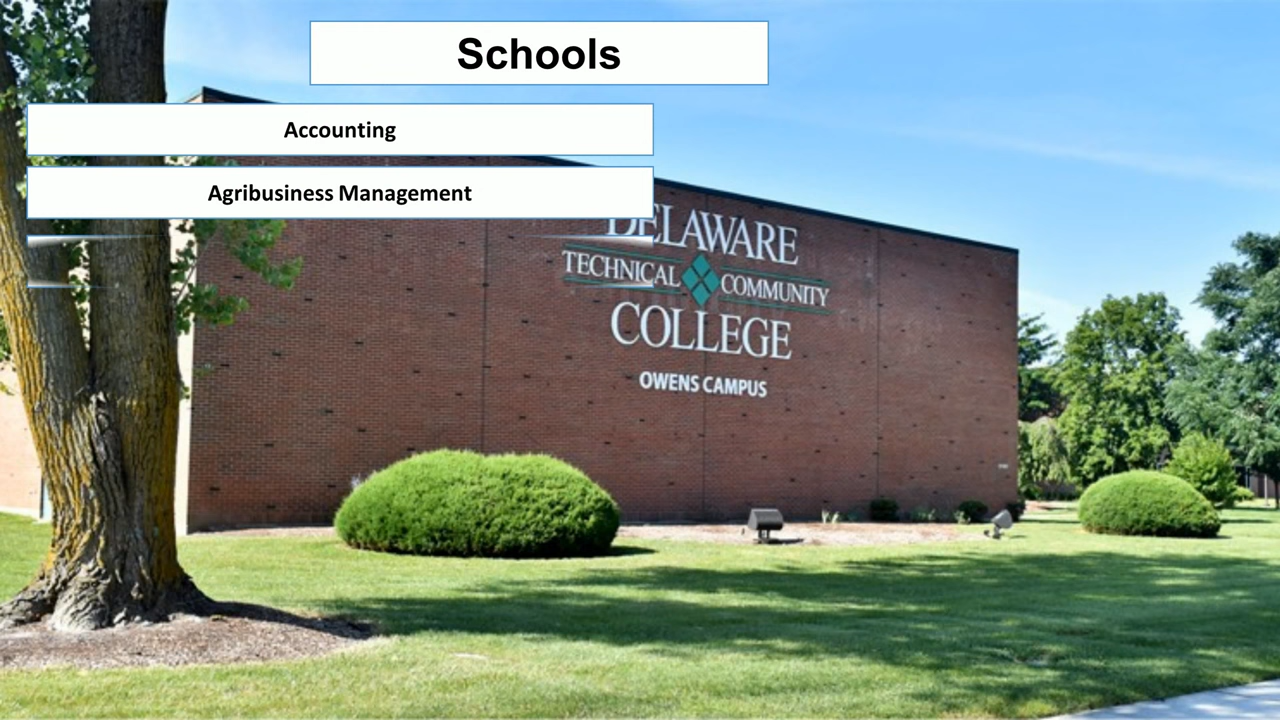 Schools
Accounting
Agribusiness Management
DELAWARE
TECHNICAL COMMUNITY
COLLEGE
OWENS CAMPUS